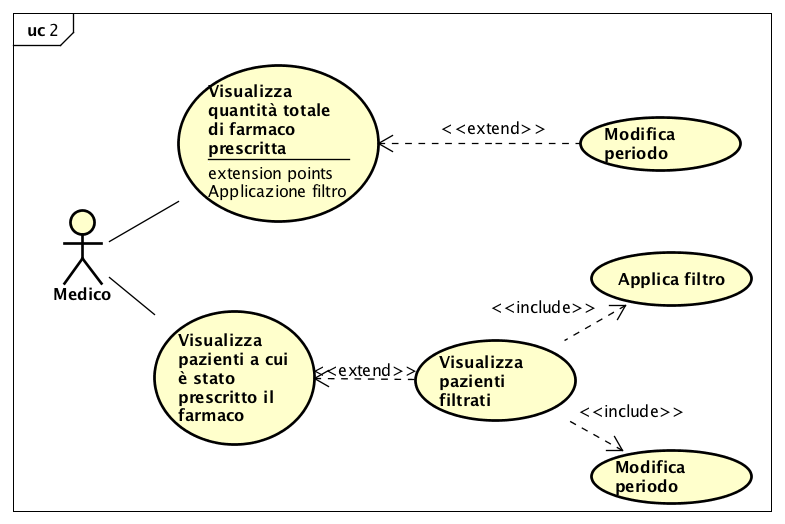 uc 2
Visualizza
quantità totale
di farmaco
prescritta
extension points
Applicazione filtro
<<extend>>
Modifica
periodo
Medico
Applica filtro
<<include>>
Visualizza
pazienti a cui
è stato
prescritto il
farmaco
<<extend>>
Visualizza
pazienti
filtrati
<<include>>
Modifica
periodo